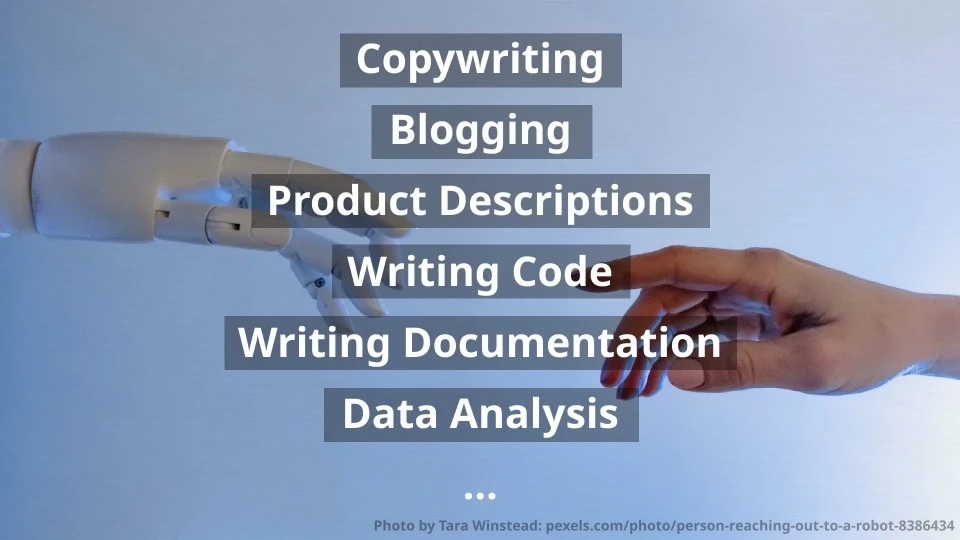 Copywriting
Blogging
Product Descriptions
Writing Code
Writing Documentation
Data Analysis
...
Photo by Tara Winstead: pexels.com/photo/person-reaching-out-to-a-robot-8386434